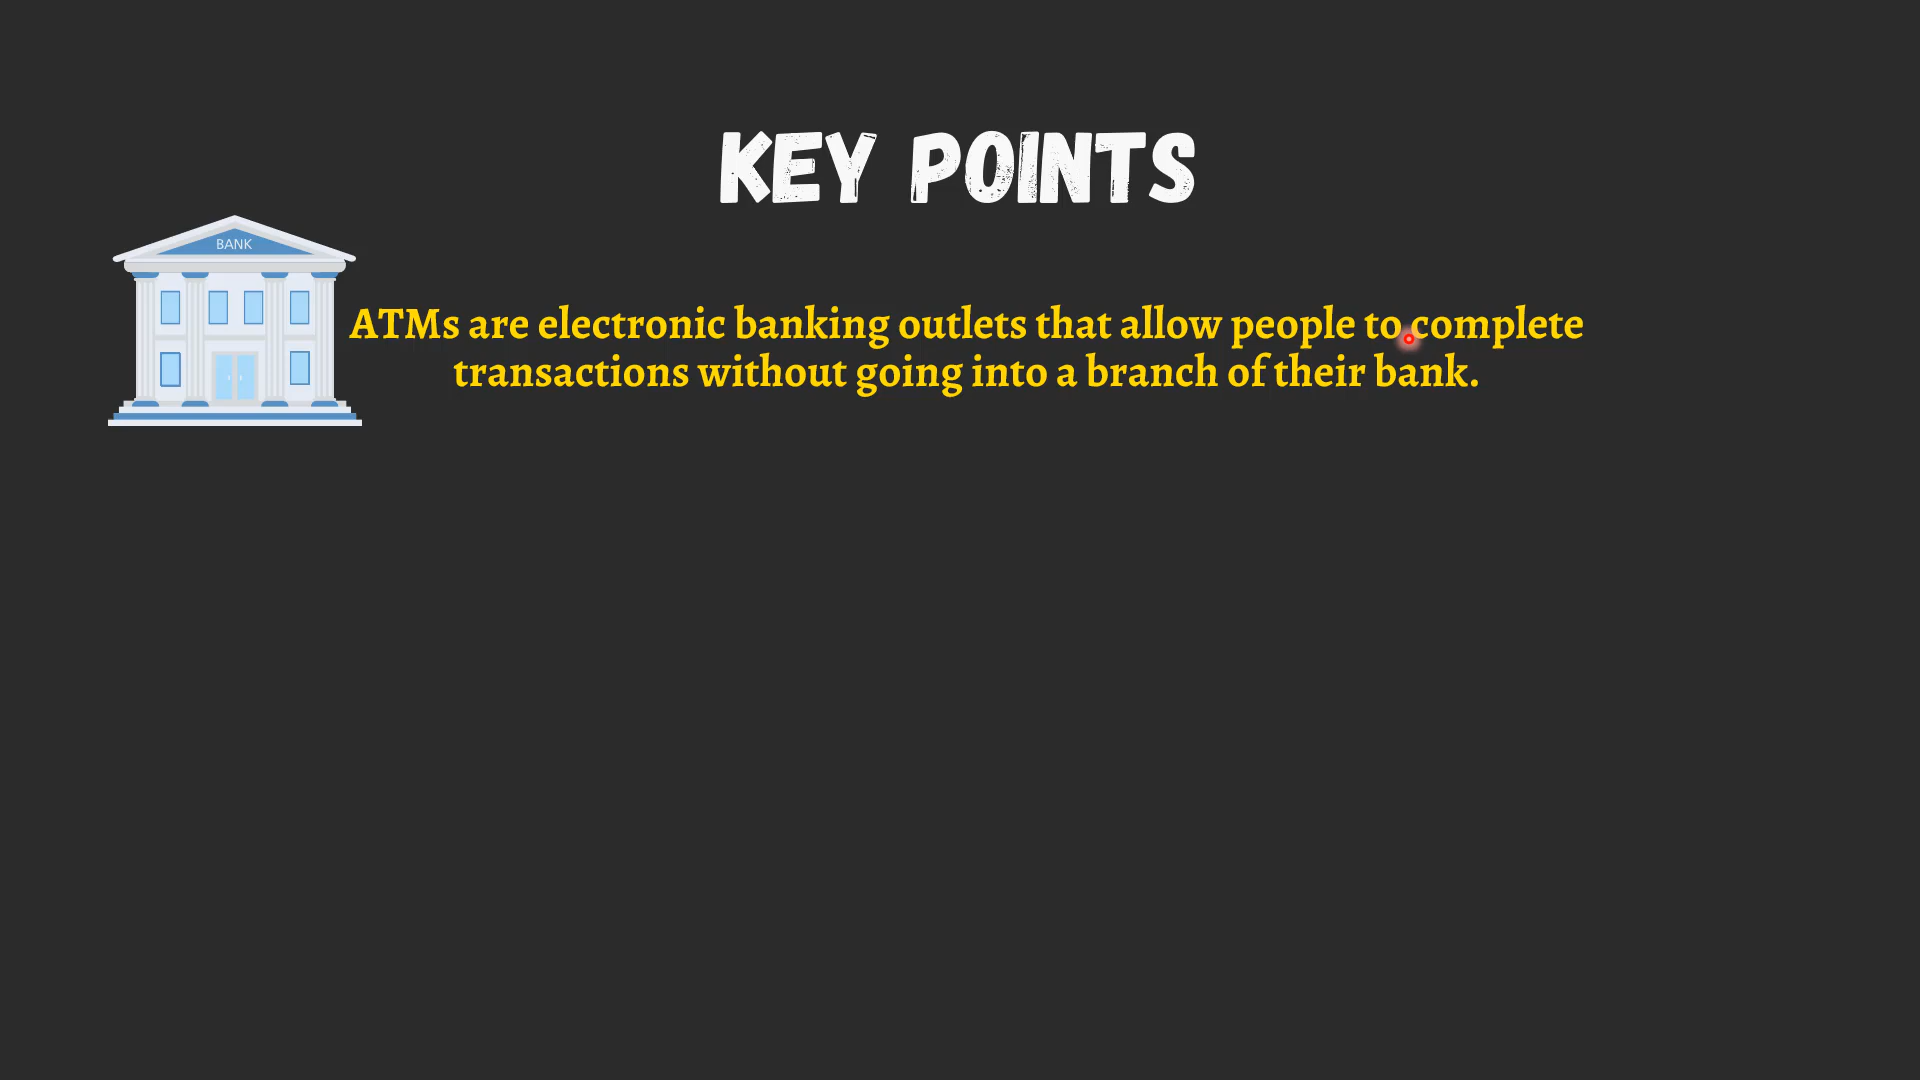 KEY POINTS
BANK
ATMs are electronic banking outlets that allow people to complete
transactions without going into a branch of their bank.